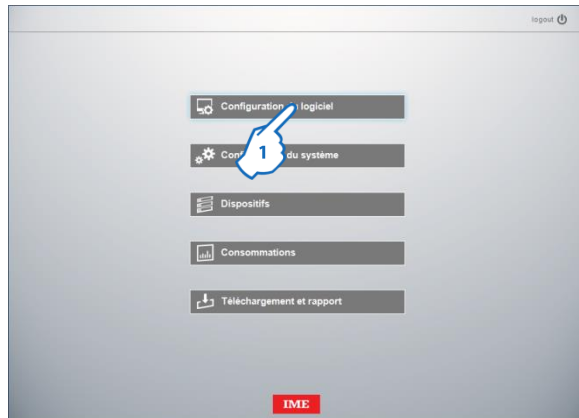 logout
Configuration logiciel
1
du système
Dispositifs
Consommations
Téléchargement et rapport
IME